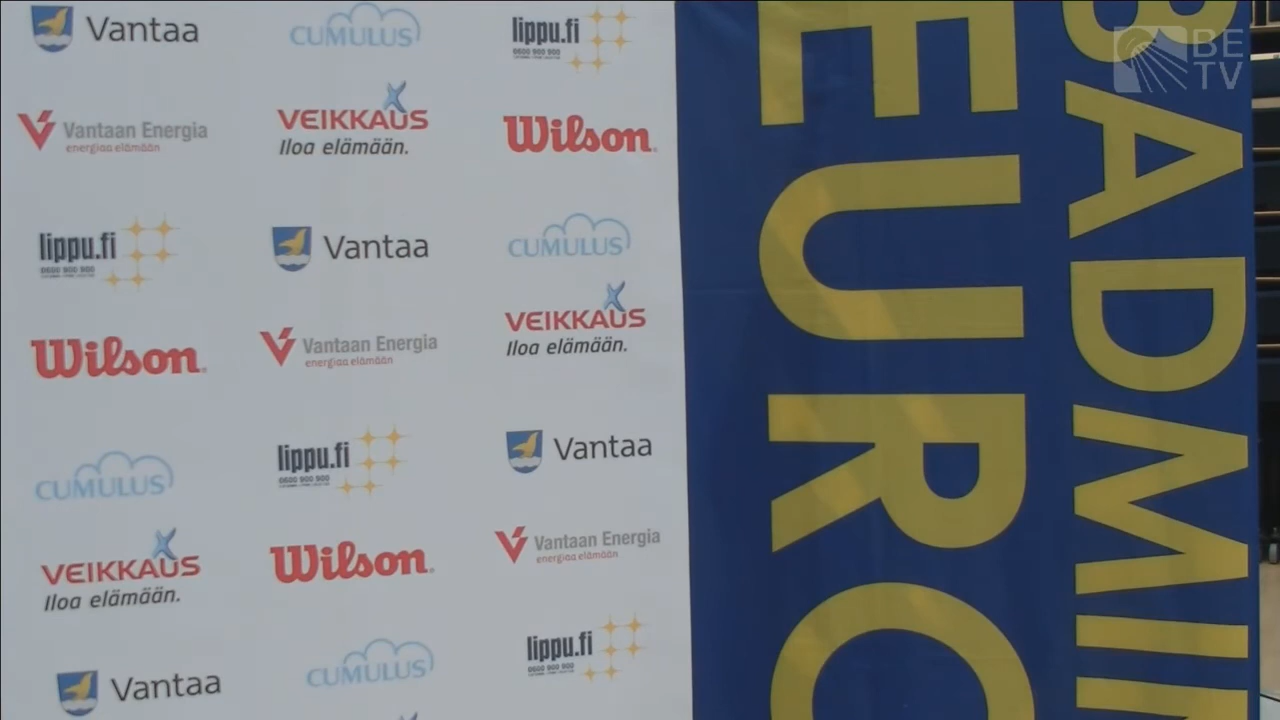 Vantaa
CUMULUS
lippu.fi
0600 900 900
Vantaan Energia
energiaa elämään
VEIKKAUS
Iloa elämään.
Wilson
lippu.fi
0600 900 900
Vantaa
CUMULUS
Wilson
Vantaan Energia
energiaa elämään
VEIKKAUS
Iloa elämään.
CUMULUS
lippu.fi
0600 900 900
Vantaa
VEIKKAUS
Iloa elämään.
Wilson
Vantaan Energia
energiaa elämään
Vantaa
CUMULUS
lippu.fi
0600 900 900
BADMIN
EURO
BE
TV